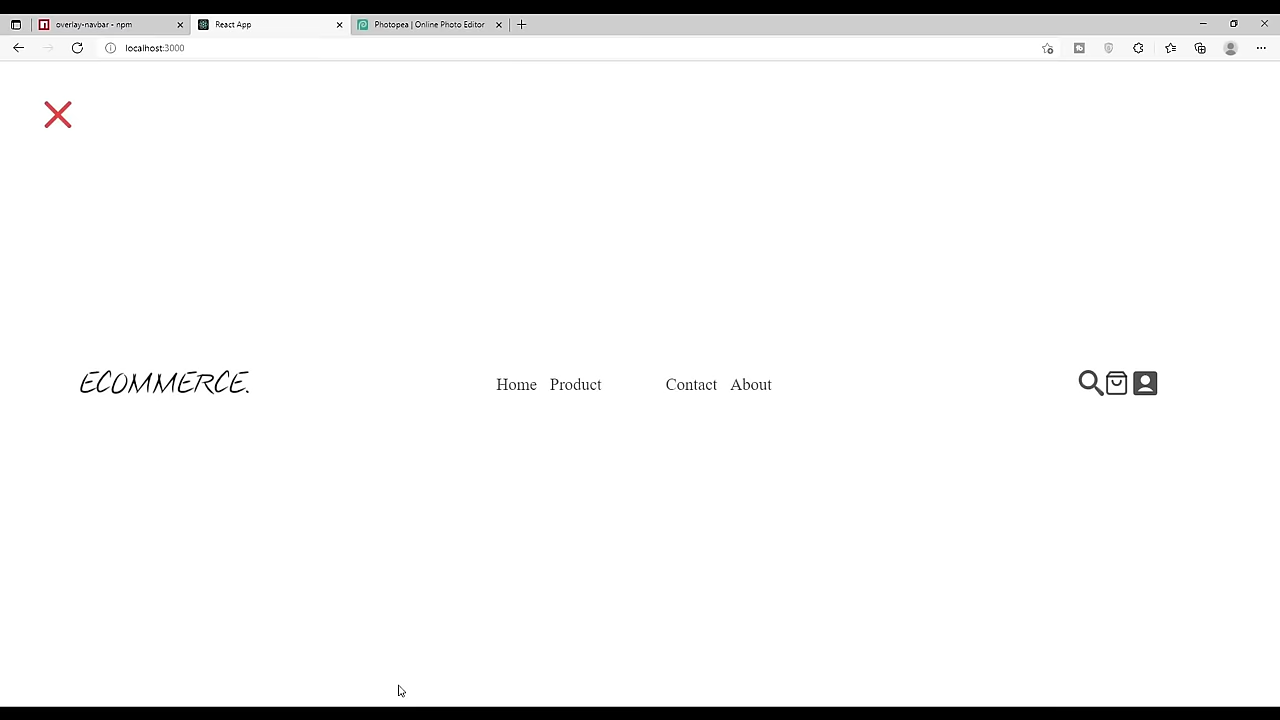 overlay-navbar - npm
React App
Photopea | Online Photo Editor
localhost:3000
ECOMMERCE.
Home Product Contact About